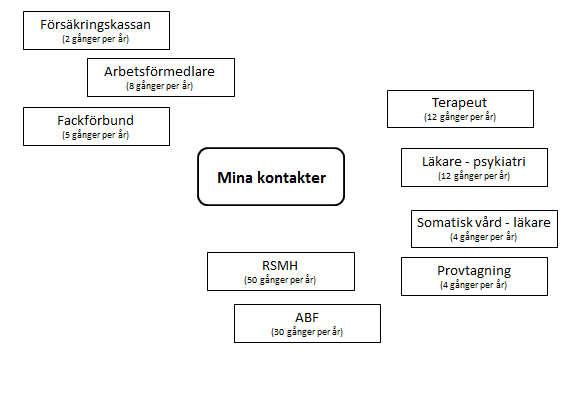 Försäkringskassan
(2 gånger per år)
Arbetsförmedlare
(8 gånger per år)
Fackförbund
(5 gånger per år)
Terapeut
(12 gånger per år)
Mina kontakter
Läkare - psykiatri
(12 gånger per år)
Somatisk vård - läkare
(4 gånger per år)
RSMH
(50 gånger per år)
Provtagning
(4 gånger per år)
ABF
(30 gånger per år)